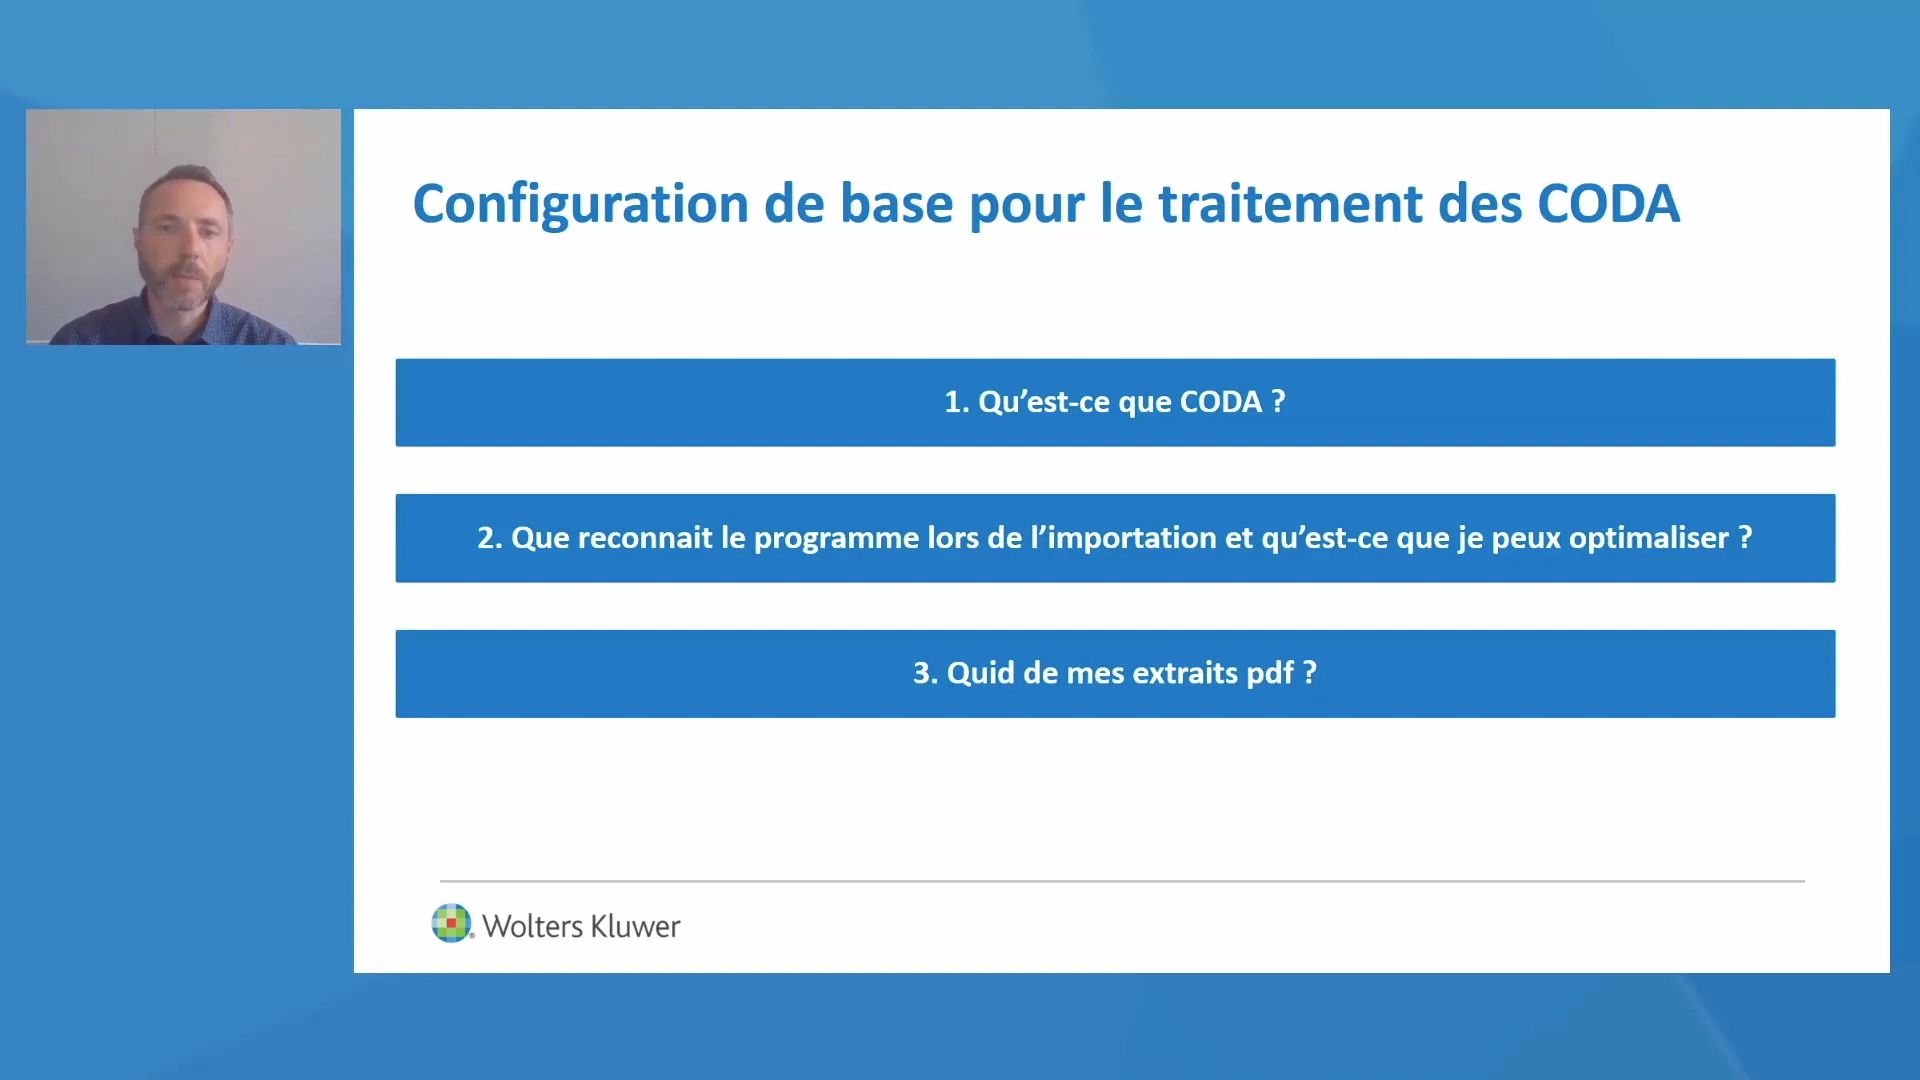 Configuration de base pour le traitement des CODA
1. Qu’est-ce que CODA ?
2. Que reconnait le programme lors de l’importation et qu’est-ce que je peux optimaliser ?
3. Quid de mes extraits pdf ?
Wolters Kluwer